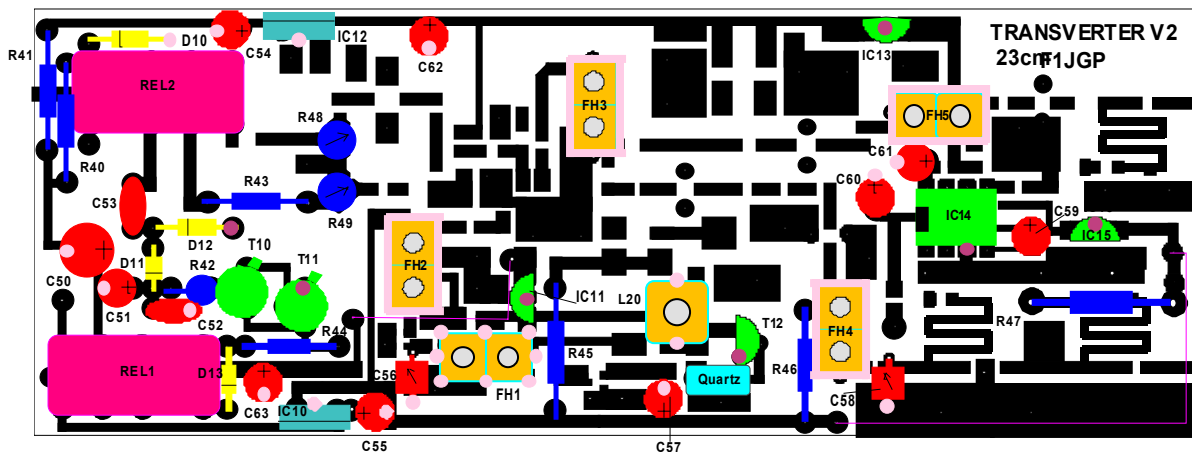 D10
C54
IC12
C62
IC13
TRANSVERTER V2
23cm F1JGP
R41
REL2
FH3
FH5
R48
C61
R40
R43
C60
C53
R49
IC14
C59
D12
T10
IC15
D11
R42
T11
FH2
C50
IC11
L20
C51
C52
T12
R47
R44
FH4
R45
R46
REL1
D13
C56
Quartz
C63
IC10
FH1
C58
C55
C57